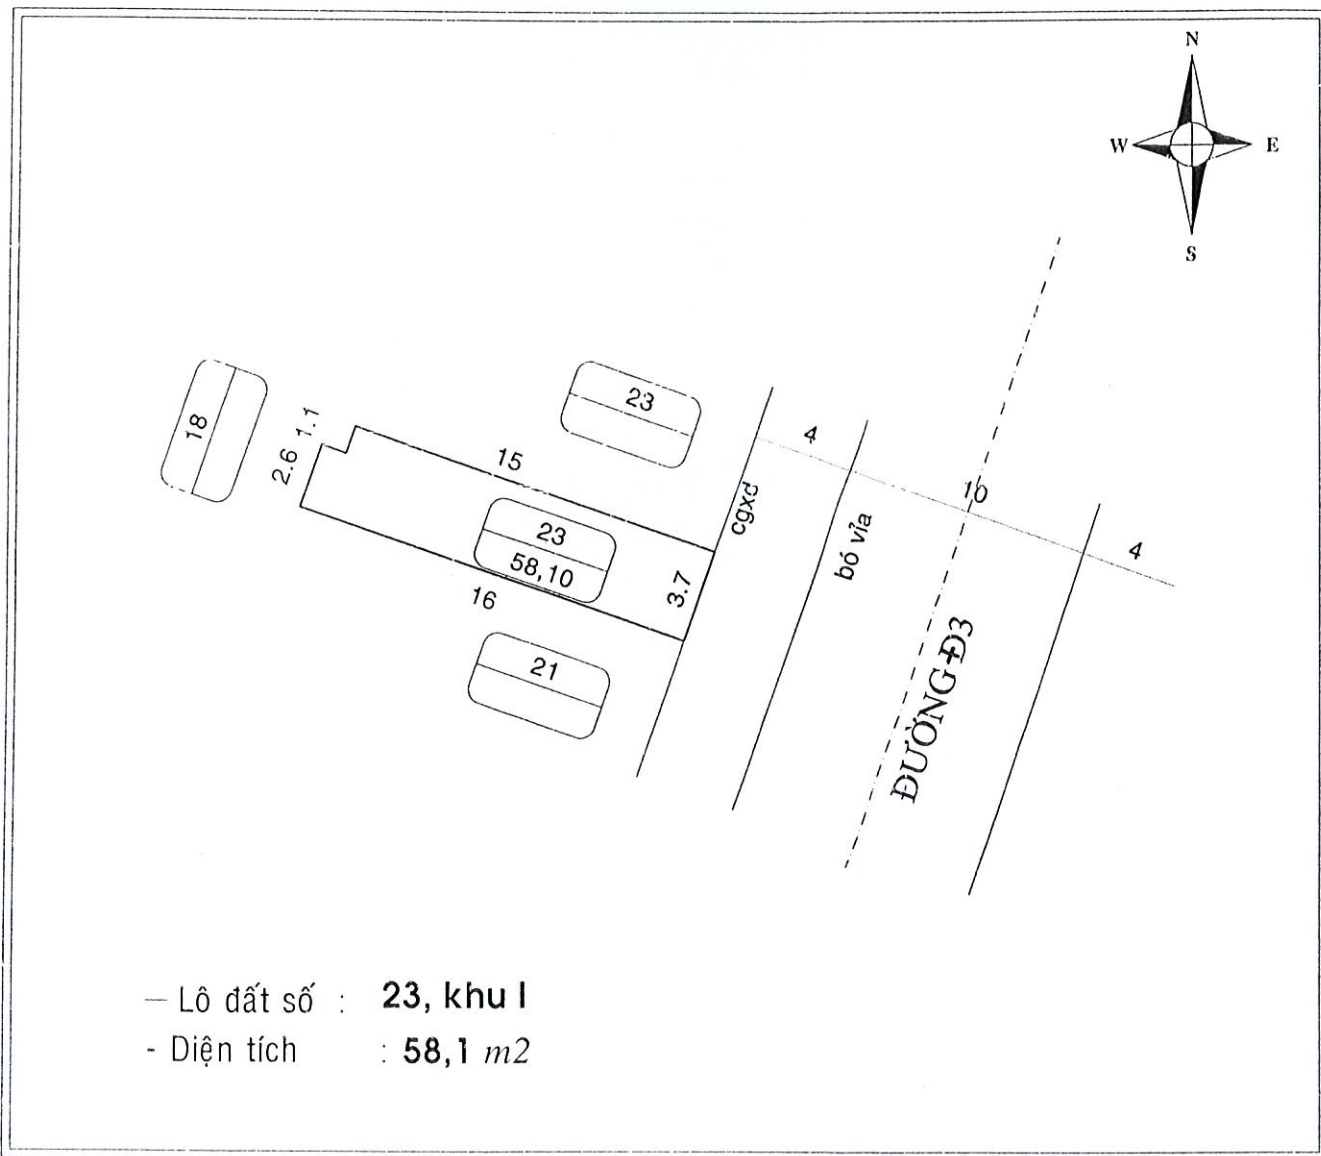 N
W E
S
18
2.6 1.1
15
23
23
58,10
16
21
3.7
cgxd
bó vỉa
4
10
4
ĐƯỜNG Đ3
– Lô đất số : 23, khu I
- Diện tích : 58,1 m2